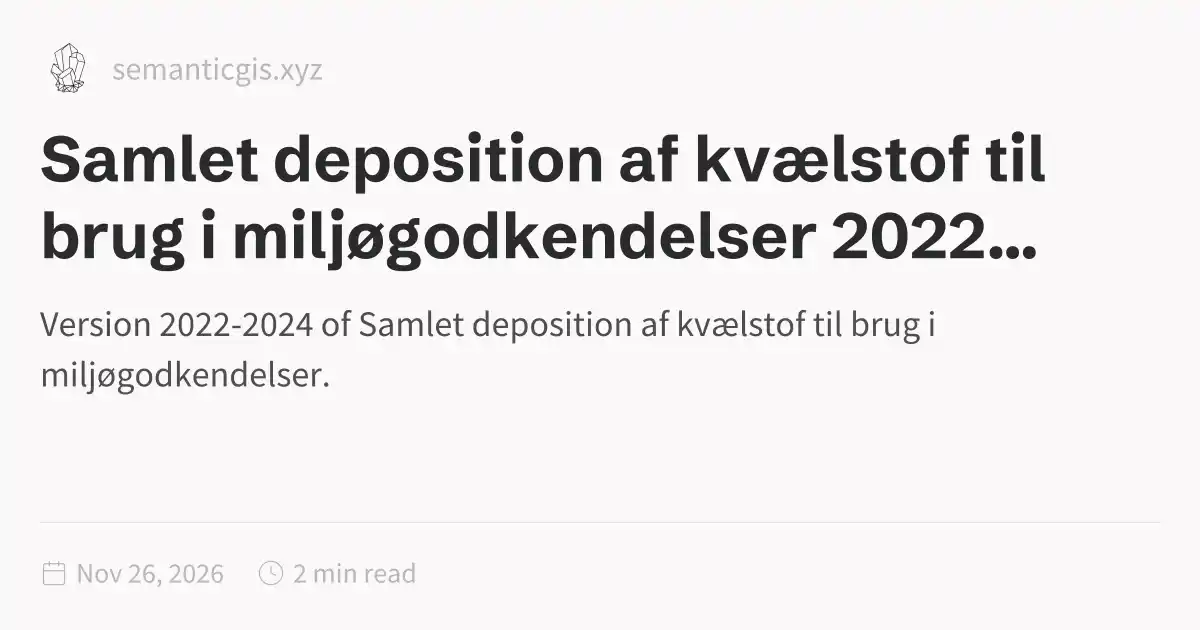 semanticgis.xyz
Samlet deposition af kvælstof til
brug i miljøgodkendelser 2022...
Version 2022-2024 of Samlet deposition af kvælstof til brug i
miljøgodkendelser.
Nov 26, 2026 2 min read